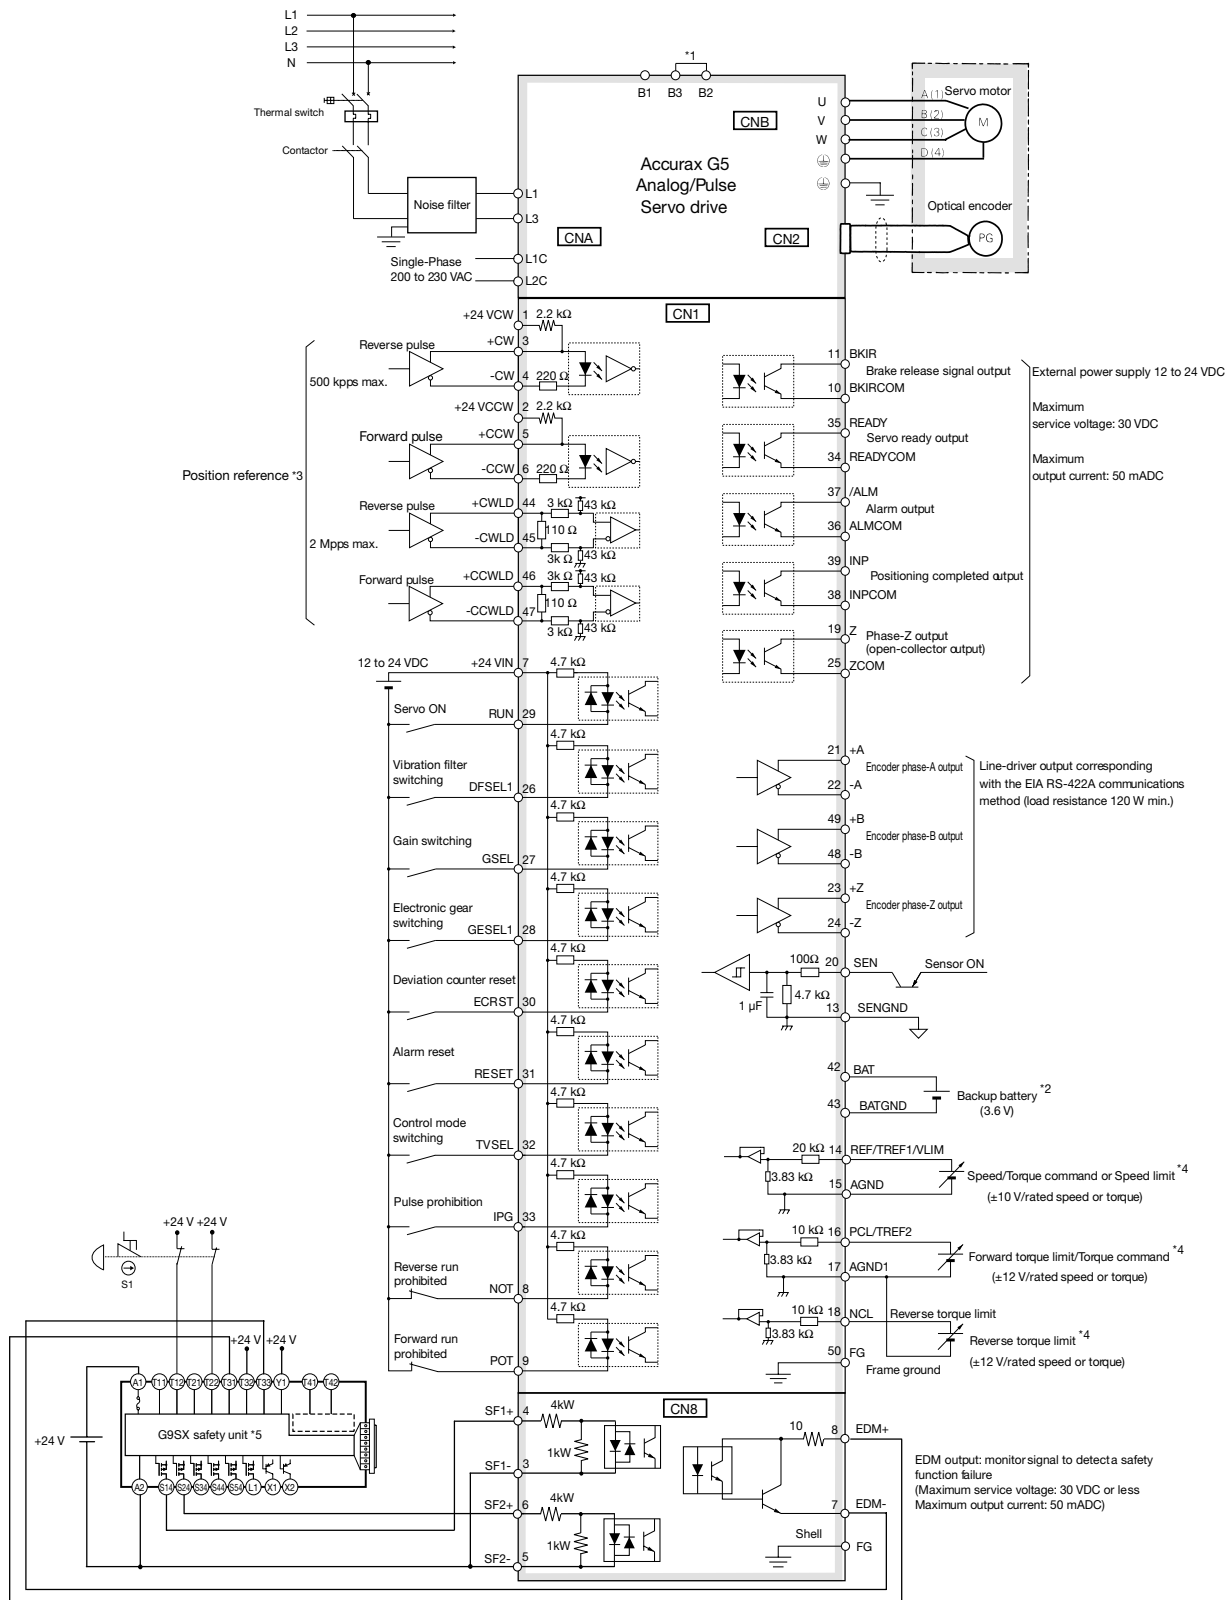 L1
L2
L3
N
Thermal switch
Contactor
Noise filter
L1
L3
Single-Phase
200 to 230 VAC
L1C
L2C
*1
B1 B3 B2
CNB
Accurax G5
Analog/Pulse
Servo drive
CNA
CN2
U
V
W
A (1)
B (2)
C (3)
D (4)
Servo motor
M
Optical encoder
PG
CN1
+24 VCW 1 2.2 kΩ
Reverse pulse
+CW 3
500 kpps max.
-CW 4 220 Ω
+24 VCCW 2 2.2 kΩ
Forward pulse
+CCW 5
-CCW 6 220 Ω
Position reference *3
Reverse pulse
+CWLD 44 3 kΩ 43 kΩ
110 Ω
2 Mpps max.
-CWLD 45 3k Ω 43 kΩ
Forward pulse
+CCWLD 46 3k Ω 43 kΩ
110 Ω
-CCWLD 47 3 kΩ 43 kΩ
12 to 24 VDC
+24 VIN 7 4.7 kΩ
Servo ON
RUN 29
4.7 kΩ
Vibration filter
switching
DFSEL1 26
4.7 kΩ
Gain switching
GSEL 27
4.7 kΩ
Electronic gear
switching
GESEL1 28
4.7 kΩ
Deviation counter reset
ECRST 30
4.7 kΩ
Alarm reset
RESET 31
4.7 kΩ
Control mode
switching
TVSEL 32
4.7 kΩ
Pulse prohibition
IPG 33
4.7 kΩ
Reverse run
prohibited
NOT 8
4.7 kΩ
Forward run
prohibited
POT 9
11 BKIR
Brake release signal output
10 BKIRCOM
35 READY
Servo ready output
34 READYCOM
37 /ALM
Alarm output
36 ALMCOM
39 INP
Positioning completed output
38 INPCOM
19 Z
Phase-Z output
(open-collector output)
25 ZCOM
External power supply 12 to 24 VDC
Maximum
service voltage: 30 VDC
Maximum
output current: 50 mADC
21 +A
Encoder phase-A output
22 -A
49 +B
Encoder phase-B output
48 -B
23 +Z
Encoder phase-Z output
24 -Z
Line-driver output corresponding
with the EIA RS-422A communications
method (load resistance 120 W min.)
100Ω 20 SEN
Sensor ON
1 µF
4.7 kΩ
13 SENGND
42 BAT
43 BATGND
Backup battery *2
(3.6 V)
20 kΩ 14 REF/TREF1/VLIM
3.83 kΩ
15 AGND
Speed/Torque command or Speed limit *4
(±10 V/rated speed or torque)
10 kΩ 16 PCL/TREF2
3.83 kΩ
17 AGND1
Forward torque limit/Torque command *4
(±12 V/rated speed or torque)
10 kΩ 18 NCL
Reverse torque limit
3.83 kΩ
Reverse torque limit *4
(±12 V/rated speed or torque)
50 FG
Frame ground
+24 V +24 V
S1
+24 V +24 V
A1 T11 T12 T21 T22 T31 T32 T33 Y1 T41 T42
G9SX safety unit *5
+24 V
A2 S14 S24 S34 S44 S54 L1 X1 X2
CN8
SF1+ 4 4kW
1kW
SF1- 3
SF2+ 6 4kW
1kW
SF2- 5
10 8 EDM+
7 EDM-
Shell
FG
EDM output: monitor signal to detect a safety
function failure
(Maximum service voltage: 30 VDC or less
Maximum output current: 50 mADC)